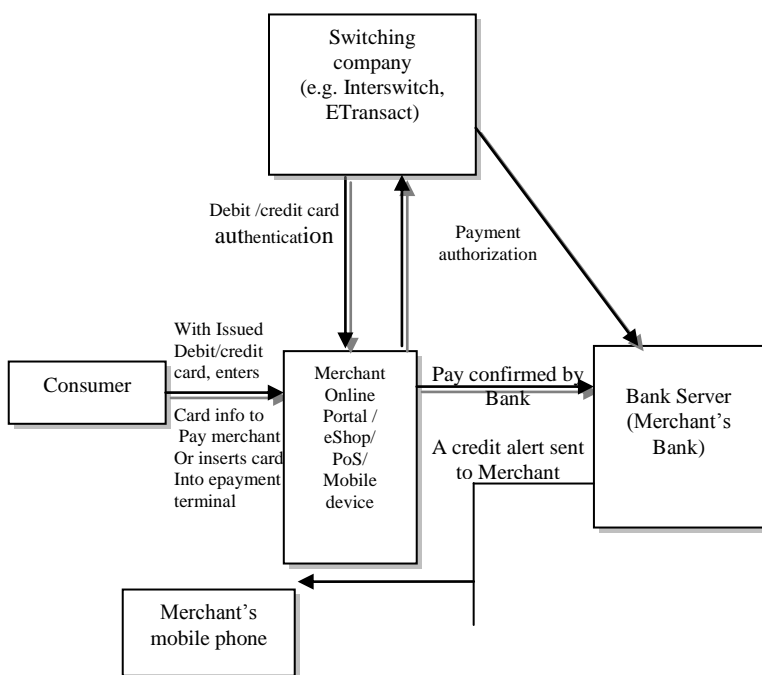 Switching
company
(e.g. Interswitch,
ETransact)
Debit /credit card
authentication
Payment
authorization
With Issued
Debit/credit
card, enters
Card info to
Pay merchant
Or inserts card
Into epayment
terminal
Consumer
Merchant
Online
Portal /
eShop/
PoS/
Mobile
device
Pay confirmed by
Bank
A credit alert sent
to Merchant
Bank Server
(Merchant’s
Bank)
Merchant’s
mobile phone